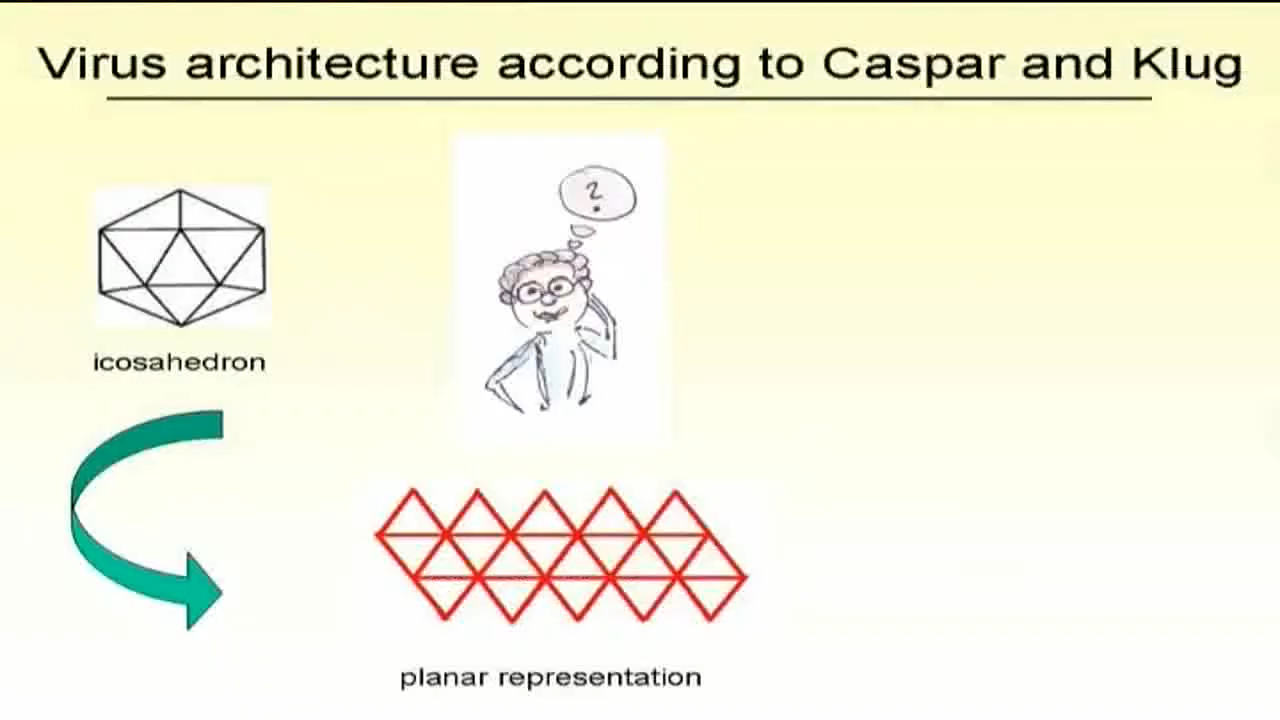 Virus architecture according to Caspar and Klug
?
icosahedron
planar representation